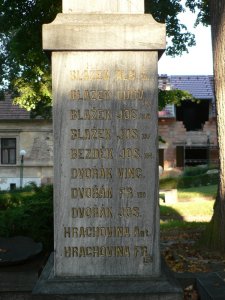 BLAŽEK
BLAŽEK
BLAŽEK JOS.
BLAŽEK JOS.
BEZDĚK JOS.
DVOŘÁK VINC.
DVOŘÁK FR.
DVOŘÁK JOS.
HRACHOVINA Ant.
HRACHOVINA FR.